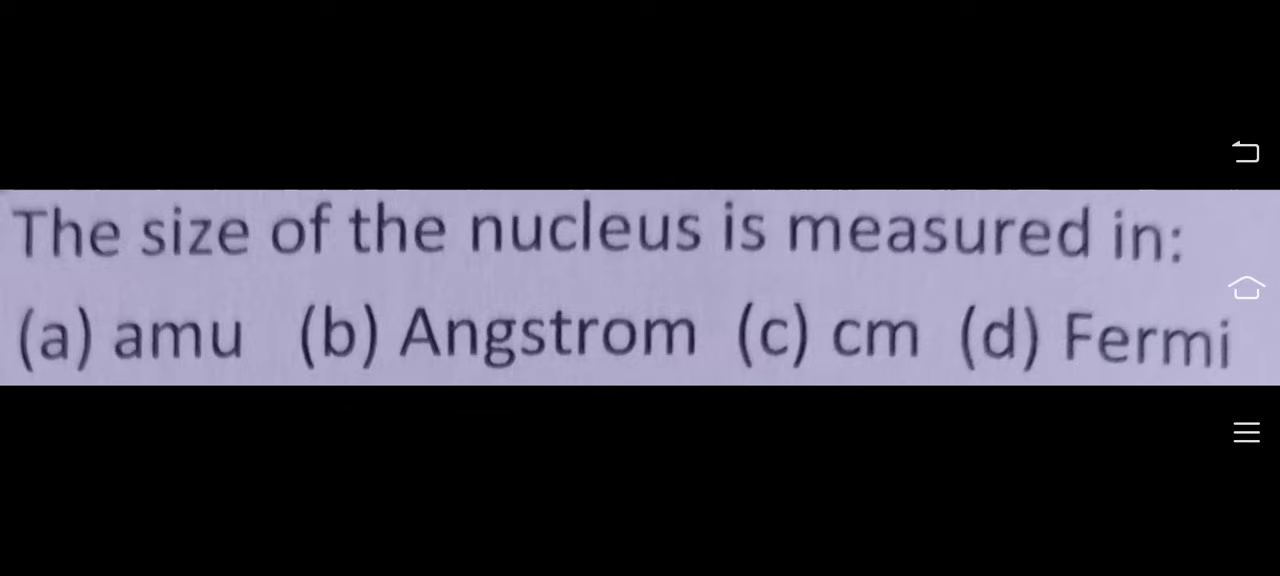 The size of the nucleus is measured in:
(a) amu (b) Angstrom (c) cm (d) Fermi